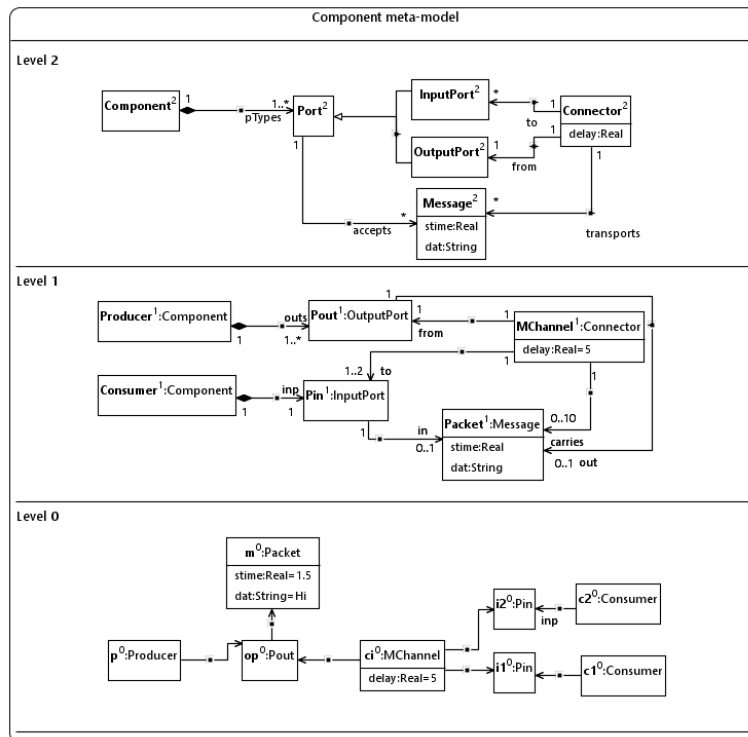 Component meta-model
Level 2
Component²
1
1..*
pTypes
Port²
1
InputPort²
*
to
1
Connector²
delay:Real
OutputPort²
1
from
1
1
Message²
*
stime:Real
dat:String
accepts
*
transports
Level 1
Producer¹:Component
1
outs
1..*
Pout¹:OutputPort
1
1
from
1
MChannel¹:Connector
delay:Real=5
1
1
1..2
to
Consumer¹:Component
1
inp
1
Pin¹:InputPort
1
in
0..1
Packet¹:Message
stime:Real
dat:String
0..10
carries
0..1
out
Level 0
m⁰:Packet
stime:Real=1.5
dat:String=Hi
p⁰:Producer
op⁰:Pout
ci⁰:MChannel
delay:Real=5
i2⁰:Pin
inp
c2⁰:Consumer
i1⁰:Pin
c1⁰:Consumer